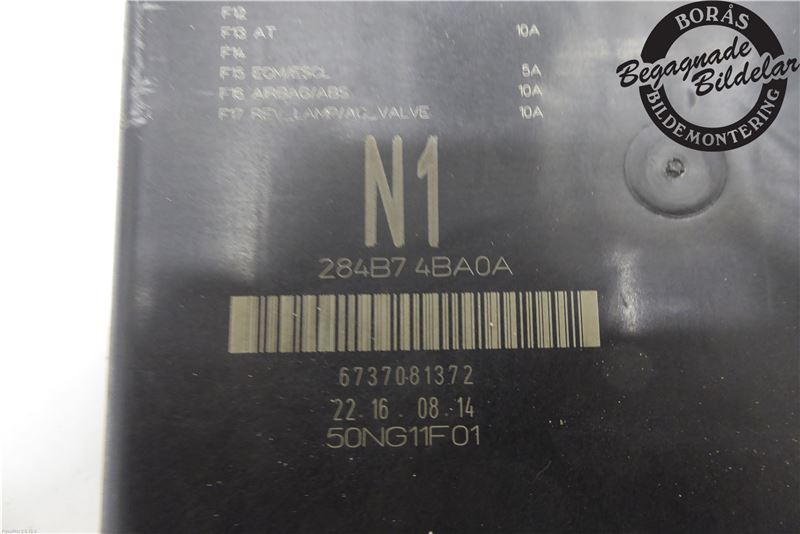 F12
F13 AT 10A
F14
F15 ECM/ESCL 5A
F16 AIRBAG/ABS 10A
F17 REV_LAMP/AC_VALVE 10A
N1
284B7 4BA0A
6737081372
22 16 . 08 . 14
50NG11F01
BORÅS
Begagnade
Bildelar
BILDEMONTERING